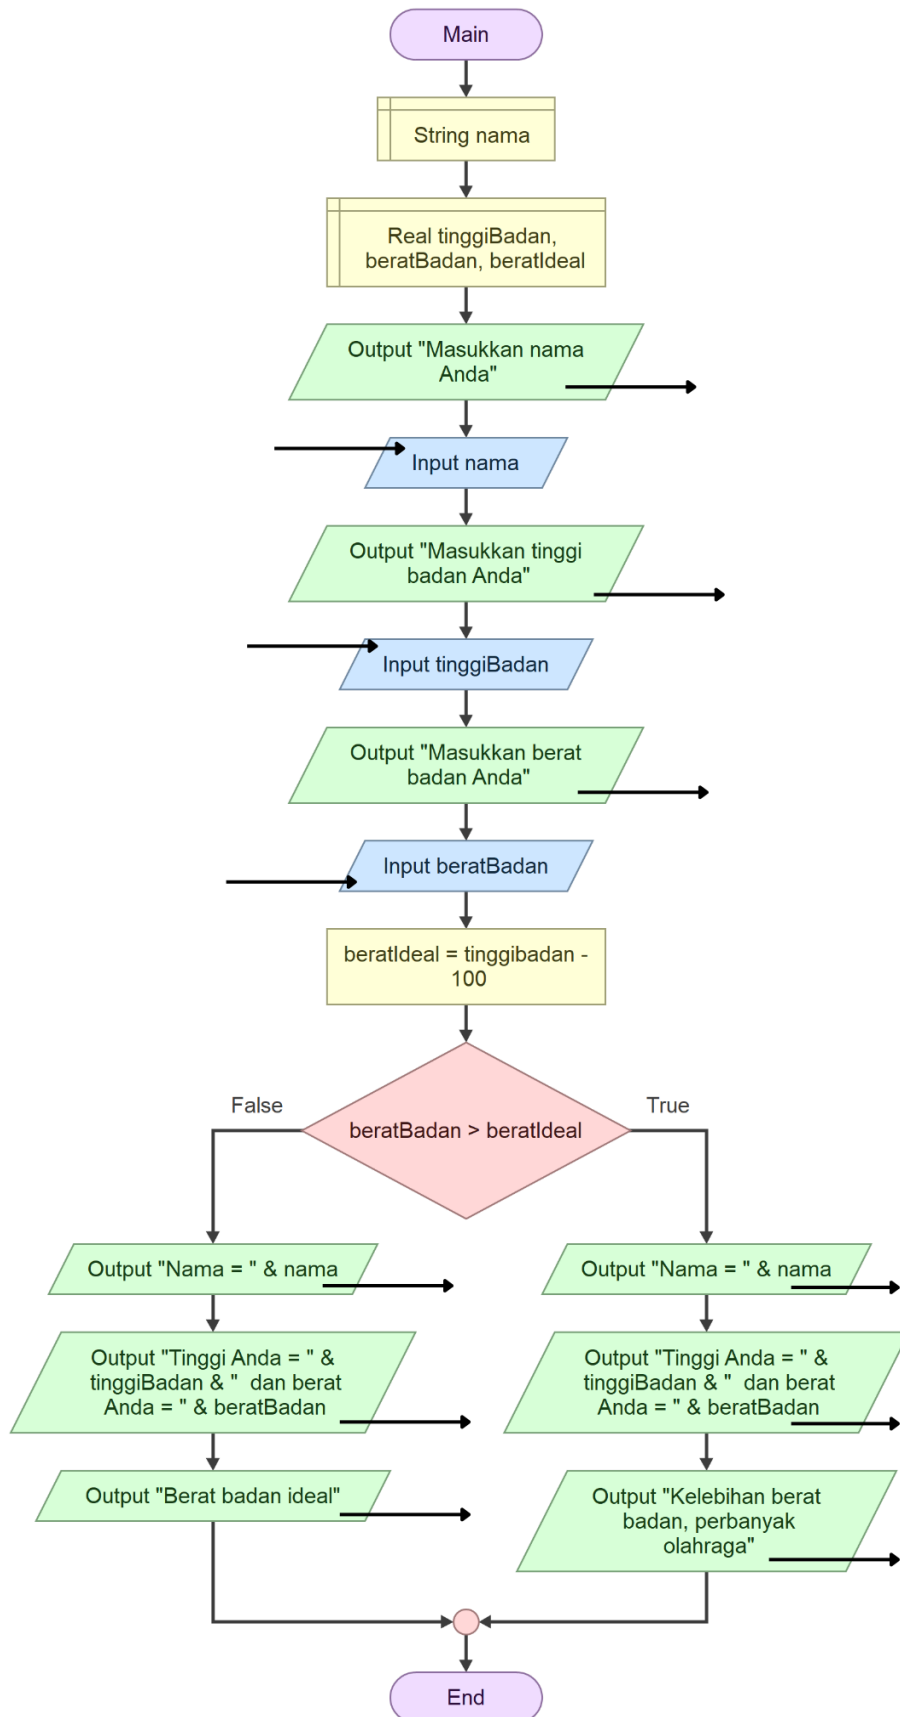 Main
String nama
Real tinggiBadan,
beratBadan, beratIdeal
Output "Masukkan nama
Anda"
Input nama
Output "Masukkan tinggi
badan Anda"
Input tinggiBadan
Output "Masukkan berat
badan Anda"
Input beratBadan
beratIdeal = tinggibadan -
100
beratBadan > beratIdeal
False
True
Output "Nama = " & nama
Output "Tinggi Anda = " &
tinggiBadan & "  dan berat
Anda = " & beratBadan
Output "Berat badan ideal"
Output "Nama = " & nama
Output "Tinggi Anda = " &
tinggiBadan & "  dan berat
Anda = " & beratBadan
Output "Kelebihan berat
badan, perbanyak
olahraga"
End